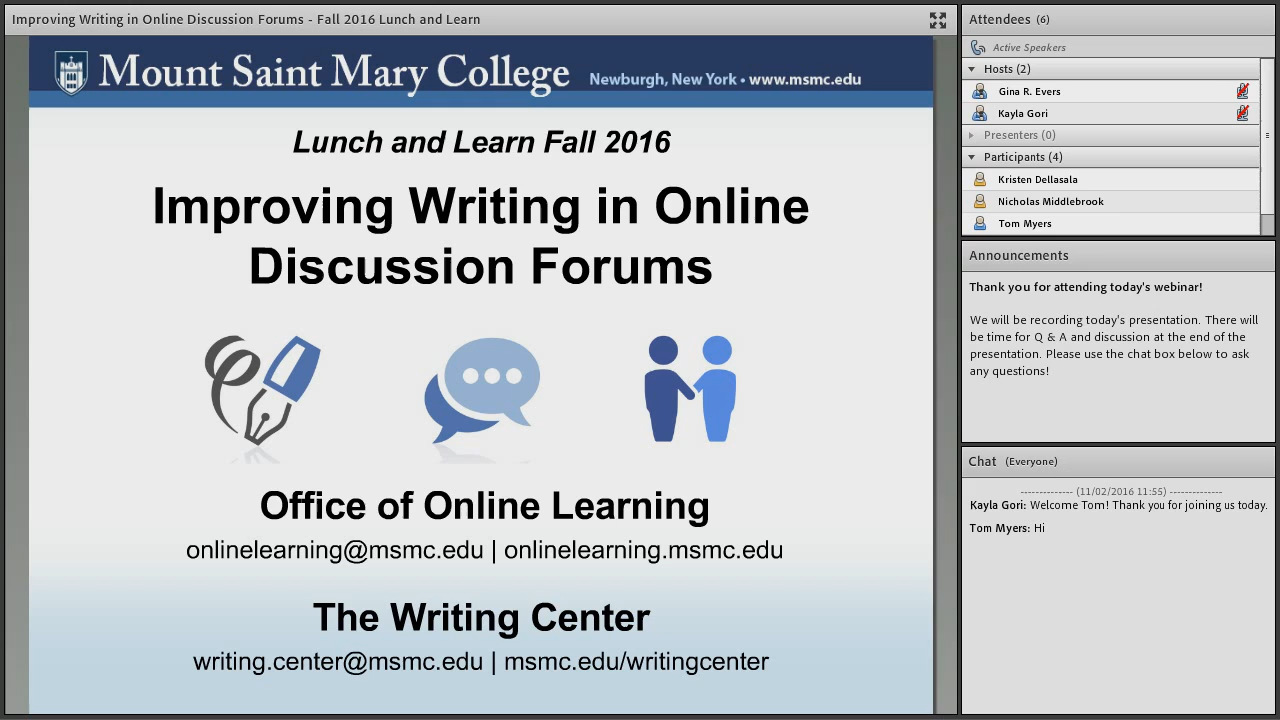 Improving Writing in Online Discussion Forums - Fall 2016 Lunch and Learn
Mount Saint Mary College Newburgh, New York • www.msmc.edu
Lunch and Learn Fall 2016
Improving Writing in Online
Discussion Forums
Office of Online Learning
onlinelearning@msmc.edu | onlinelearning.msmc.edu
The Writing Center
writing.center@msmc.edu | msmc.edu/writingcenter
Attendees (6)
Active Speakers
Hosts (2)
Gina R. Evers
Kayla Gori
Presenters (0)
Participants (4)
Kristen Dellasala
Nicholas Middlebrook
Tom Myers
Announcements
Thank you for attending today's webinar!
We will be recording today's presentation. There will
be time for Q & A and discussion at the end of the
presentation. Please use the chat box below to ask
any questions!
Chat (Everyone)
-------------- (11/02/2016 11:55) --------------
Kayla Gori: Welcome Tom! Thank you for joining us today.
Tom Myers: Hi